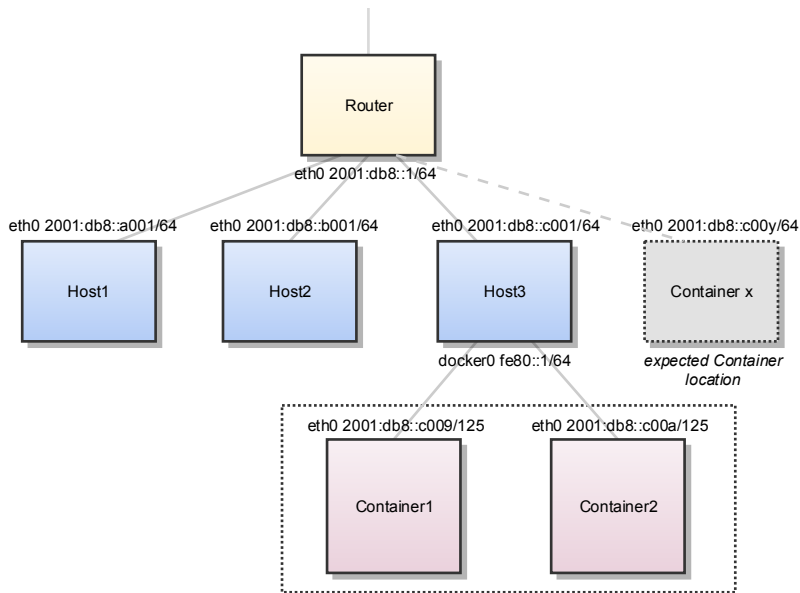 Router
eth0 2001:db8::1/64
eth0 2001:db8::a001/64
eth0 2001:db8::b001/64
eth0 2001:db8::c001/64
eth0 2001:db8::c00y/64
Host1
Host2
Host3
Container x
docker0 fe80::1/64
expected Container
location
eth0 2001:db8::c009/125
eth0 2001:db8::c00a/125
Container1
Container2